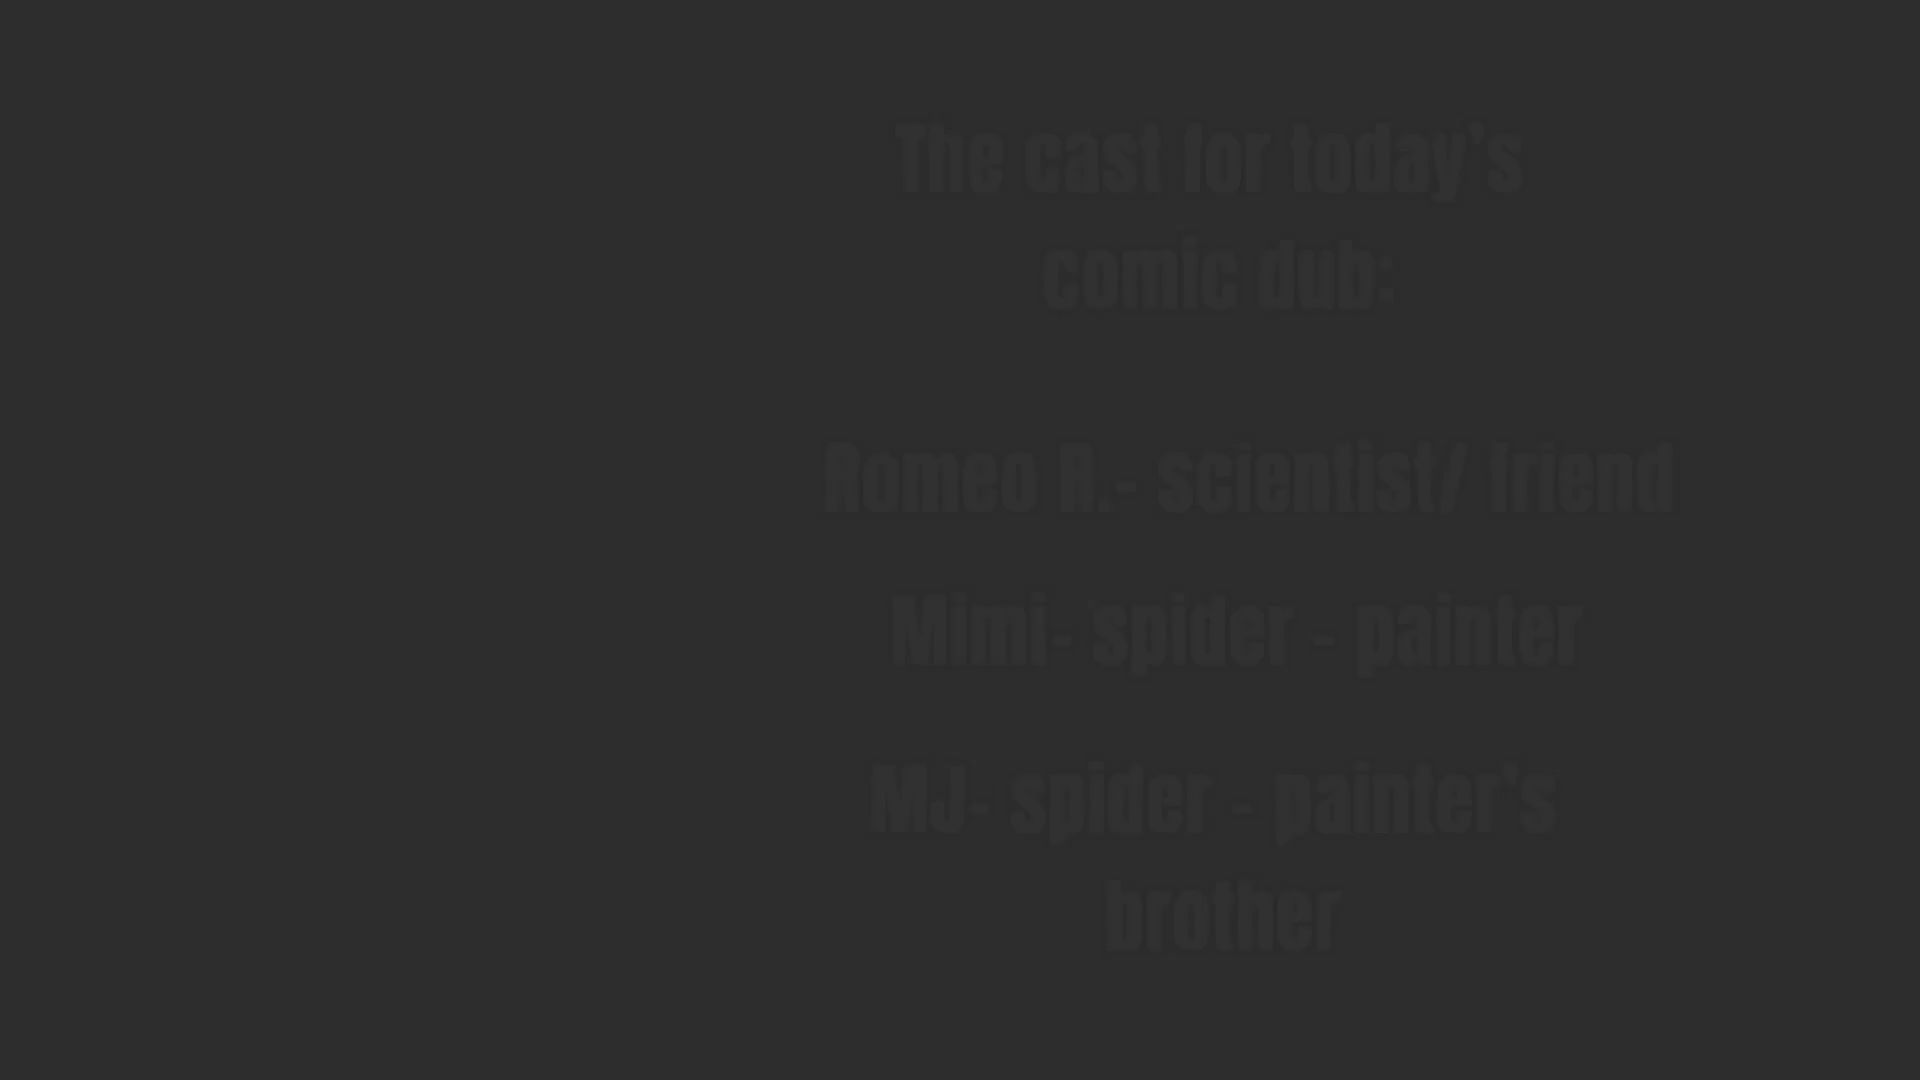 The cast for today's
comic dub:
Romeo R.- scientist/ friend
Mimi- spider - painter
MJ- spider - painter's
brother